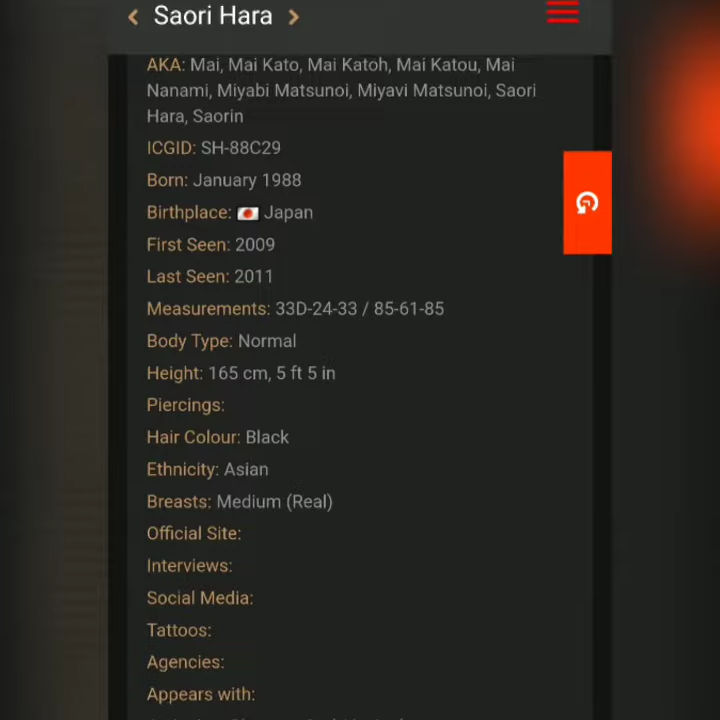 Saori Hara
AKA: Mai, Mai Kato, Mai Katoh, Mai Katou, Mai
Nanami, Miyabi Matsunoi, Miyavi Matsunoi, Saori
Hara, Saorin
ICGID: SH-88C29
Born: January 1988
Birthplace: Japan
First Seen: 2009
Last Seen: 2011
Measurements: 33D-24-33 / 85-61-85
Body Type: Normal
Height: 165 cm, 5 ft 5 in
Piercings:
Hair Colour: Black
Ethnicity: Asian
Breasts: Medium (Real)
Official Site:
Interviews:
Social Media:
Tattoos:
Agencies:
Appears with: